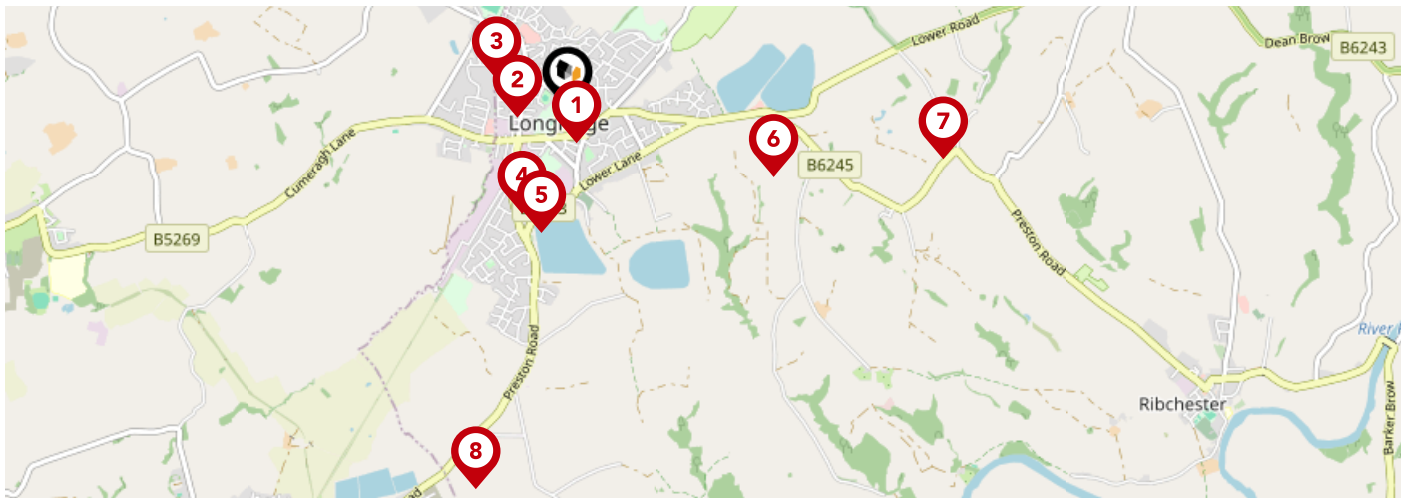 Lower Road
Dean Brow
B6243
3
2
1
Longridge
7
6
Cumeragh Lane
Lower Lane
B6245
4
5
B5269
Preston Road
River
Preston Road
Ribchester
Barker Brow
8